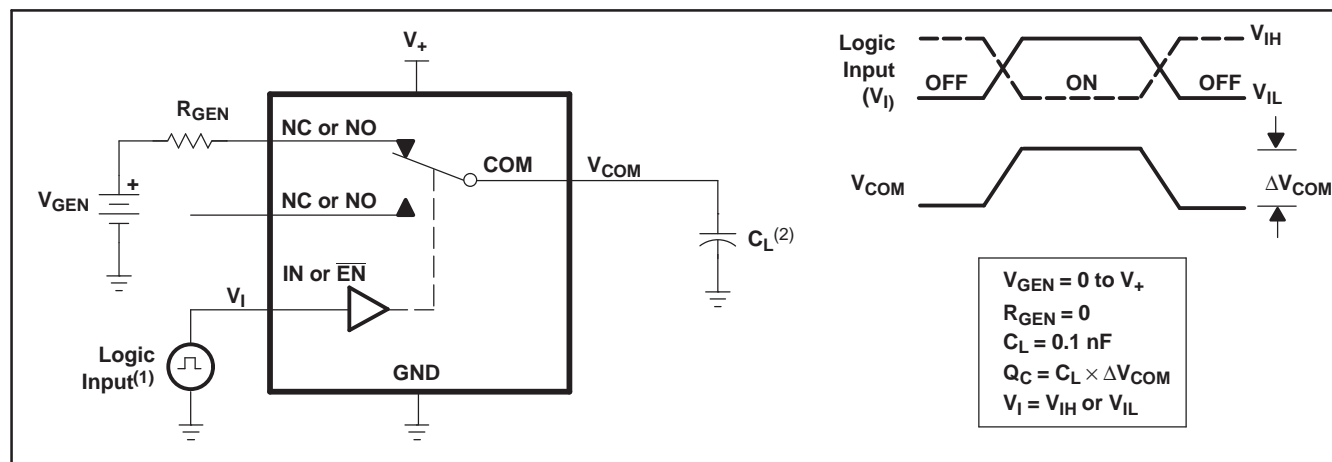 V+
RGEN
NC or NO
COM
VCOM
VGEN
+
NC or NO
CL(2)
IN or E̅N̅
VI
Logic
Input(1)
GND
Logic
Input
(VI)
OFF
ON
OFF
VIH
VIL
VCOM
ΔVCOM
VGEN = 0 to V+
RGEN = 0
CL = 0.1 nF
QC = CL × ΔVCOM
VI = VIH or VIL